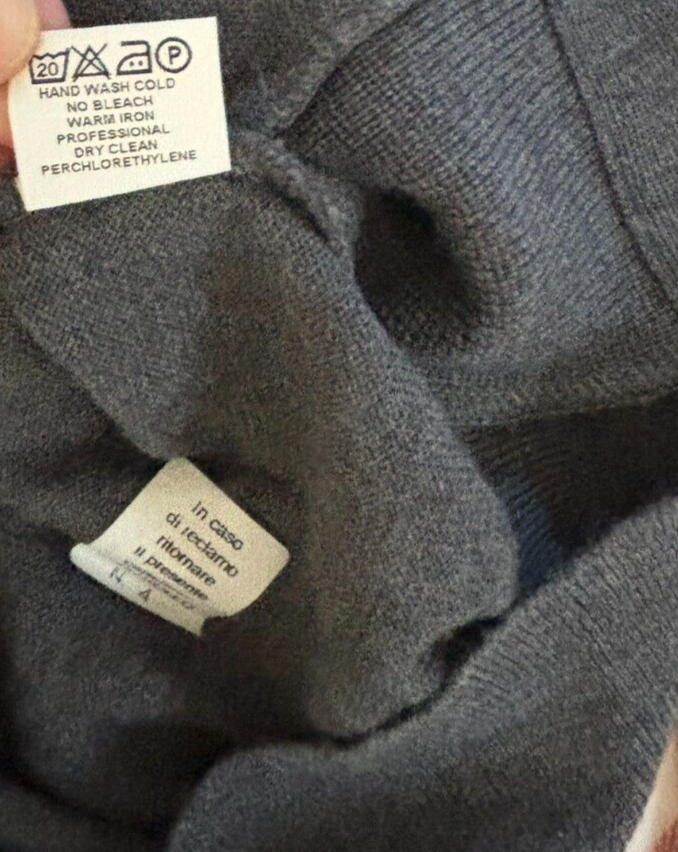 20 P
HAND WASH COLD
NO BLEACH
WARM IRON
PROFESSIONAL
DRY CLEAN
PERCHLORETHYLENE
In caso
di reclamo
ritornare
il presente
N 4